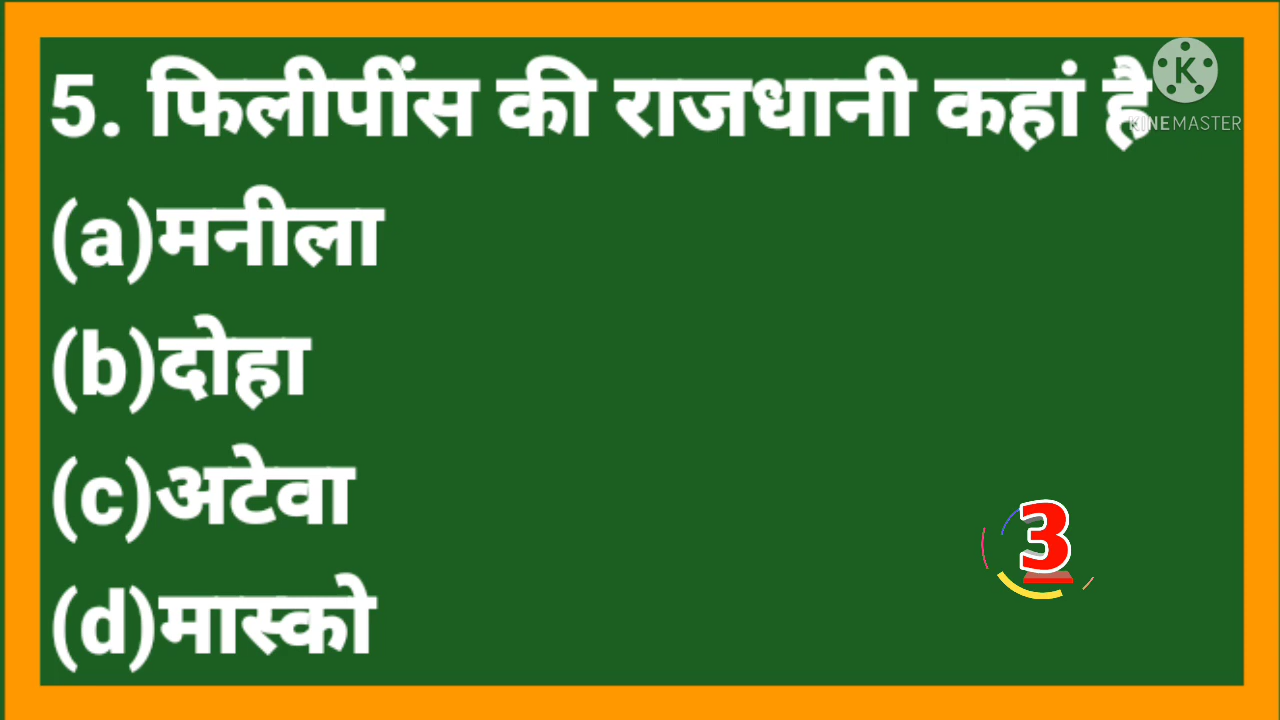 5. फिलीपींस की राजधानी कहां है
K
KINEMASTER
(a)मनीला
(b)दोहा
(c)अटेवा
3
(d)मास्को